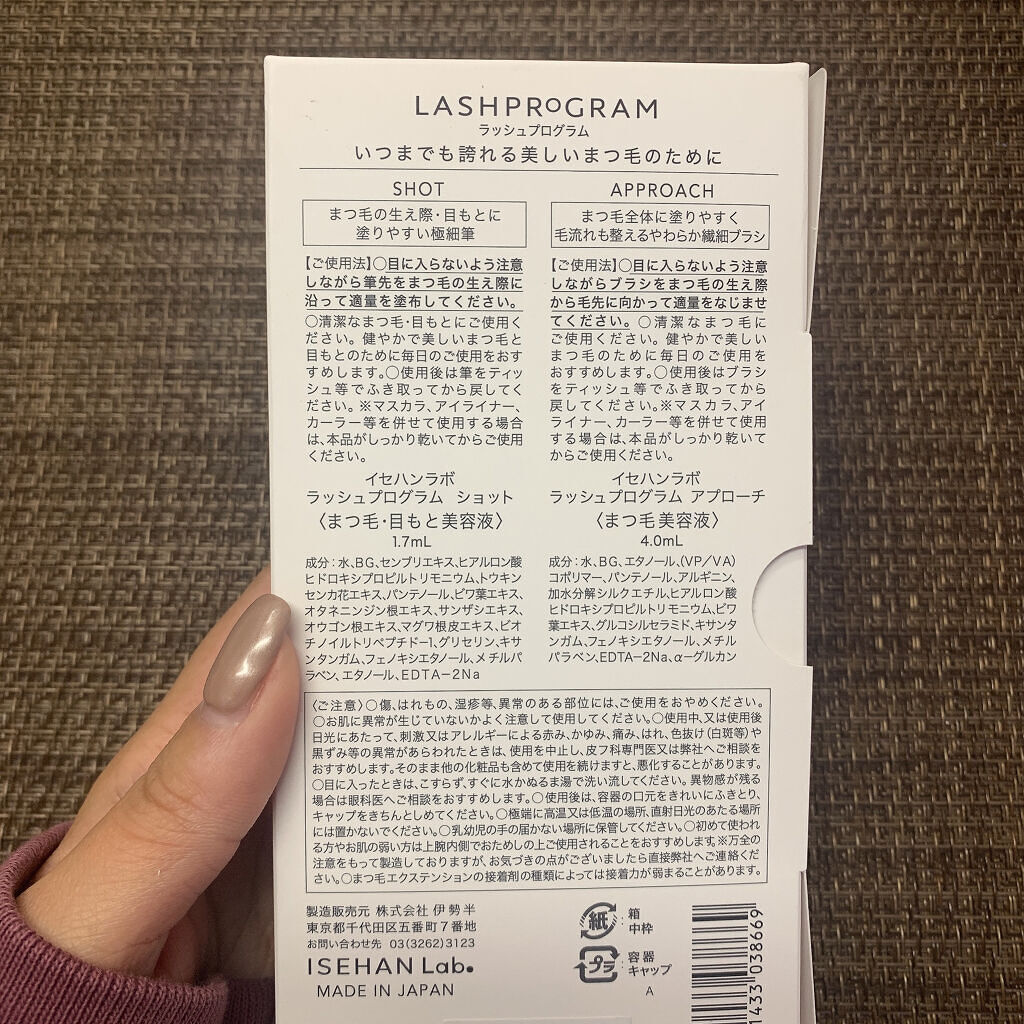 LASHPROGRAM
ラッシュプログラム
いつまでも誇れる美しいまつ毛のために
SHOT
まつ毛の生え際・目もとに
塗りやすい極細筆
【ご使用法】○目に入らないよう注意
しながら筆先をまつ毛の生え際に
沿って適量を塗布してください。
○清潔なまつ毛・目もとにご使用く
ださい。健やかで美しいまつ毛と
目もとのために毎日のご使用をおす
すめします。○使用後は筆をティッ
シュ等でふき取ってから戻してく
ださい。※マスカラ、アイライナー、
カーラー等を併せて使用する場合
は、本品がしっかり乾いてからご使用
ください。
イセハンラボ
ラッシュプログラム ショット
〈まつ毛・目もと美容液〉
1.7mL
成分：水、BG、センブリエキス、ヒアルロン酸
ヒドロキシプロピルトリモニウム、トウキン
センカ花エキス、パンテノール、ビワ葉エキス、
オタネニンジン根エキス、サンザシエキス、
オウゴン根エキス、マグワ根皮エキス、ビオ
チノイルトリペプチド-1、グリセリン、キサ
ンタンガム、フェノキシエタノール、メチルパ
ラベン、エタノール、EDTA-2Na
APPROACH
まつ毛全体に塗りやすく
毛流れも整えるやわらか繊細ブラシ
【ご使用法】○目に入らないよう注意
しながらブラシをまつ毛の生え際
から毛先に向かって適量をなじませ
てください。○清潔なまつ毛に
ご使用ください。健やかで美しい
まつ毛のために毎日のご使用を
おすすめします。○使用後はブラシ
をティッシュ等でふき取ってから
戻してください。※マスカラ、アイ
ライナー、カーラー等を併せて使用
する場合は、本品がしっかり乾いて
からご使用ください。
イセハンラボ
ラッシュプログラム アプローチ
〈まつ毛美容液〉
4.0mL
成分：水、BG、エタノール、(VP/VA)
コポリマー、パンテノール、アルギニン、
加水分解シルクエチル、ヒアルロン酸
ヒドロキシプロピルトリモニウム、ビワ
葉エキス、グルコシルセラミド、キサンタ
ンガム、フェノキシエタノール、メチル
パラベン、EDTA-2Na、α-グルカン
〈ご注意〉○傷、はれもの、湿疹等、異常のある部位には、ご使用をおやめください。
○お肌に異常が生じていないかよく注意して使用してください。○使用中、又は使用後
日光にあたって、刺激又はアレルギーによる赤み、かゆみ、痛み、はれ、色抜け(白斑等)や
黒ずみ等の異常があらわれたときは、使用を中止し、皮フ科専門医又は弊社へご相談を
おすすめします。そのまま他の化粧品も含めて使用を続けますと、悪化することがあります。
○目に入ったときは、こすらず、すぐに水かぬるま湯で洗い流してください。異物感が残る
場合は眼科医へご相談をおすすめします。○使用後は、容器の口元をきれいにふきとり、
キャップをきちんとしめてください。○極端に高温又は低温の場所、直射日光のあたる場所
には置かないでください。○乳幼児の手の届かない場所に保管してください。○初めて使われ
る方やお肌の弱い方は上腕内側でおためしの上ご使用されることをおすすめします。※万全の
注意をもって製造しておりますが、お気づきの点がございましたら直接弊社へご連絡くだ
さい。○まつ毛エクステンションの接着剤の種類によっては接着力が弱まることがあります。
製造販売元 株式会社 伊勢半
東京都千代田区五番町7番地
お問い合わせ先 03(3262)3123
ISEHAN Lab.
MADE IN JAPAN
紙
箱
中枠
プラ
容器
キャップ
A
1433 038669